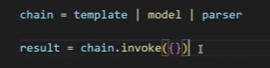 chain = template | model | parser
result = chain.invoke({})